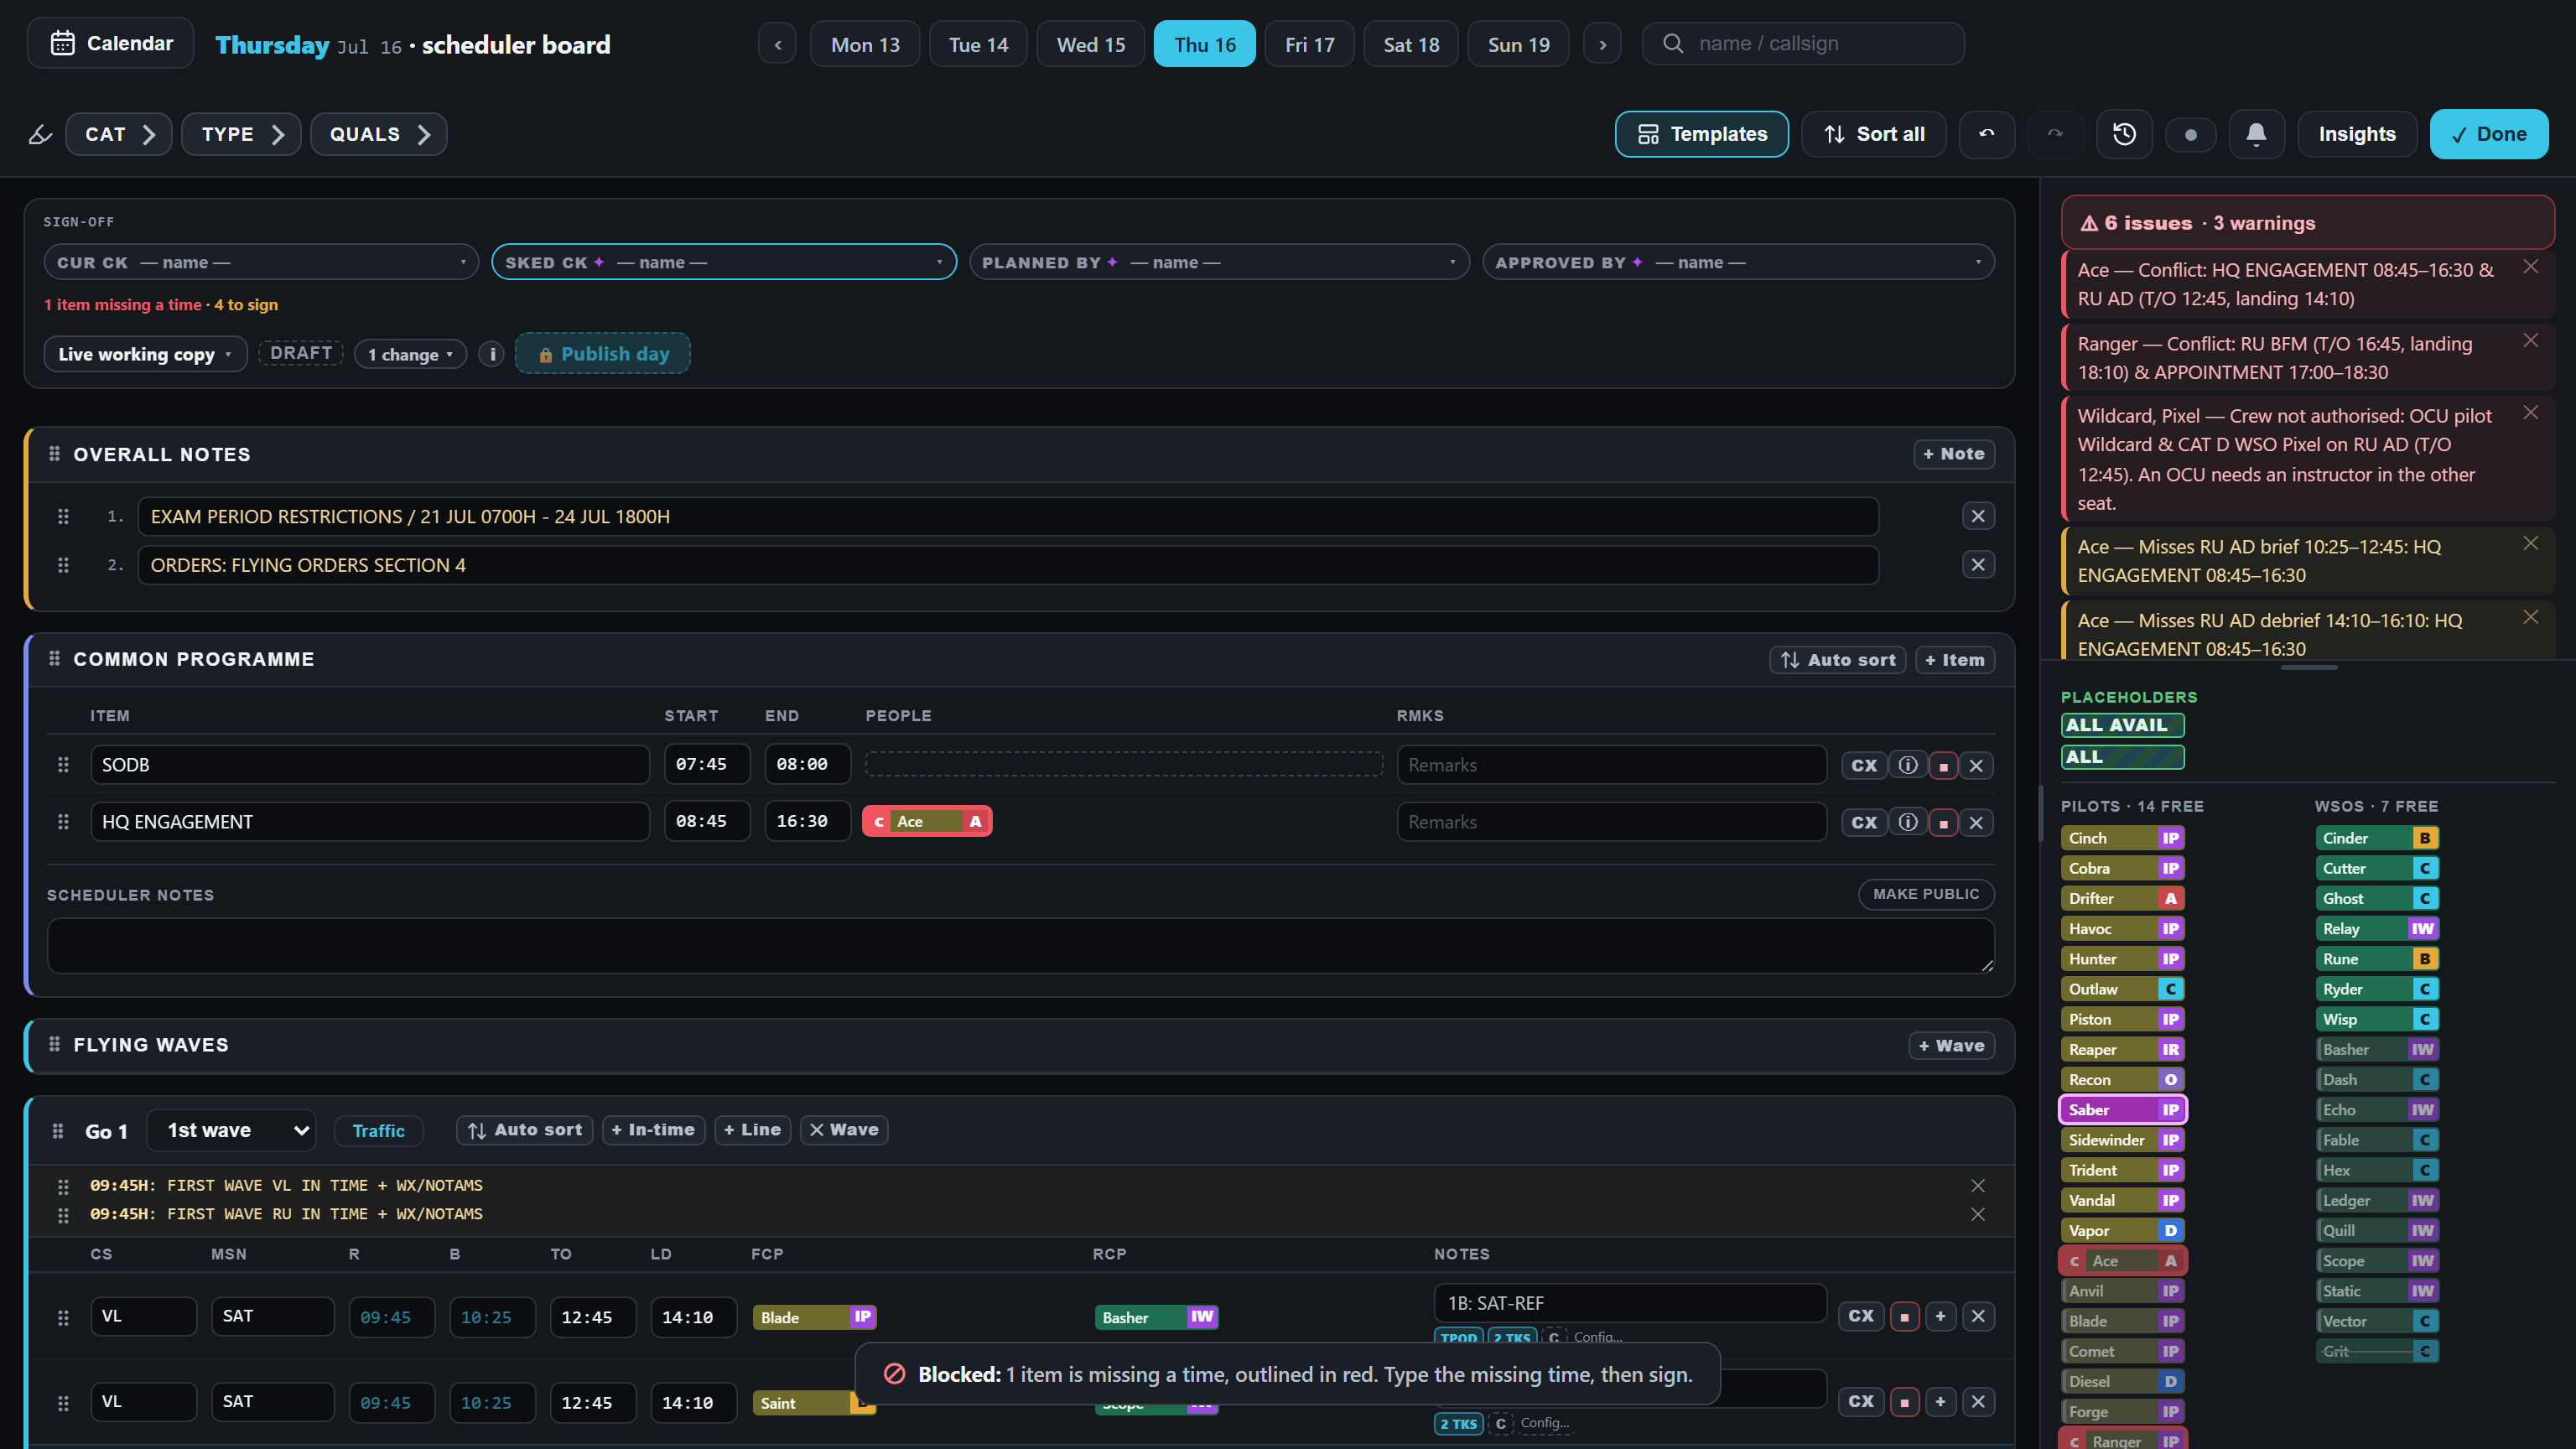 Calendar
Thursday Jul 16 · scheduler board
Mon 13
Tue 14
Wed 15
Thu 16
Fri 17
Sat 18
Sun 19
name / callsign
CAT
TYPE
QUALS
Templates
Sort all
Insights
✓ Done
SIGN-OFF
CUR CK — name —
SKED CK ✦ — name —
PLANNED BY ✦ — name —
APPROVED BY ✦ — name —
1 item missing a time · 4 to sign
Live working copy
DRAFT
1 change
i
Publish day
OVERALL NOTES
+ Note
1. EXAM PERIOD RESTRICTIONS / 21 JUL 0700H - 24 JUL 1800H
2. ORDERS: FLYING ORDERS SECTION 4
COMMON PROGRAMME
Auto sort
+ Item
ITEM START END PEOPLE RMKS
SODB 07:45 08:00 Remarks CX
HQ ENGAGEMENT 08:45 16:30 c Ace A Remarks CX
SCHEDULER NOTES
MAKE PUBLIC
FLYING WAVES
+ Wave
Go 1 1st wave Traffic Auto sort + In-time + Line ✕ Wave
09:45H: FIRST WAVE VL IN TIME + WX/NOTAMS
09:45H: FIRST WAVE RU IN TIME + WX/NOTAMS
CS MSN R B TO LD FCP RCP NOTES
VL SAT 09:45 10:25 12:45 14:10 Blade IP Basher IW 1B: SAT-REF CX
TPOD 2 TKS C Config...
VL SAT 09:45 10:25 12:45 14:10 Saint Scope CX
2 TKS C Config...
Blocked: 1 item is missing a time, outlined in red. Type the missing time, then sign.
⚠ 6 issues · 3 warnings
Ace — Conflict: HQ ENGAGEMENT 08:45–16:30 &
RU AD (T/O 12:45, landing 14:10)
Ranger — Conflict: RU BFM (T/O 16:45, landing
18:10) & APPOINTMENT 17:00–18:30
Wildcard, Pixel — Crew not authorised: OCU pilot
Wildcard & CAT D WSO Pixel on RU AD (T/O
12:45). An OCU needs an instructor in the other
seat.
Ace — Misses RU AD brief 10:25–12:45: HQ
ENGAGEMENT 08:45–16:30
Ace — Misses RU AD debrief 14:10–16:10: HQ
ENGAGEMENT 08:45–16:30
PLACEHOLDERS
ALL AVAIL
ALL
PILOTS · 14 FREE
Cinch IP
Cobra IP
Drifter A
Havoc IP
Hunter IP
Outlaw C
Piston IP
Reaper IR
Recon O
Saber IP
Sidewinder IP
Trident IP
Vandal IP
Vapor D
c Ace A
Anvil IP
Blade IP
Comet IP
Diesel D
Forge IP
c Ranger IP
WSOS · 7 FREE
Cinder B
Cutter C
Ghost C
Relay IW
Rune B
Ryder C
Wisp C
Basher IW
Dash C
Echo IW
Fable C
Hex C
Ledger IW
Quill IW
Scope IW
Static IW
Vector C
Grit C